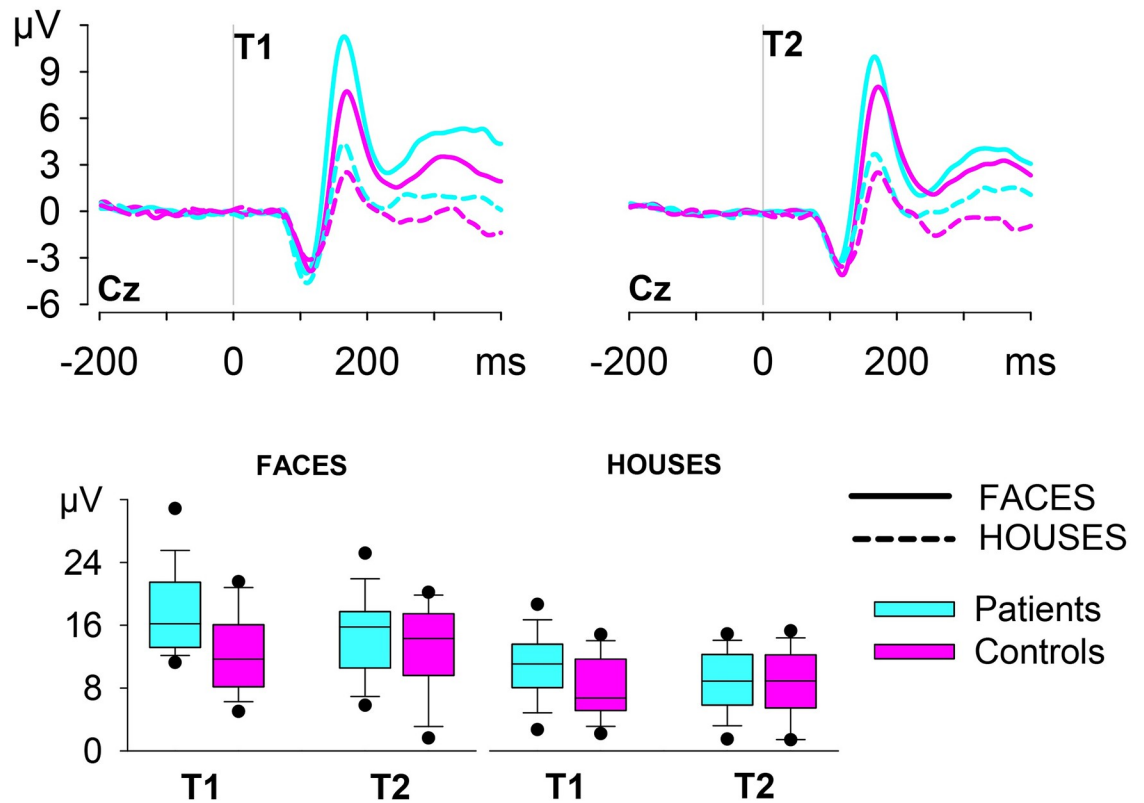 µV
T1
T2
9
6
3
0
-3
-6
Cz
Cz
-200 0 200 ms
-200 0 200 ms
FACES
HOUSES
µV
24
16
8
0
T1 T2 T1 T2
FACES
HOUSES
Patients
Controls